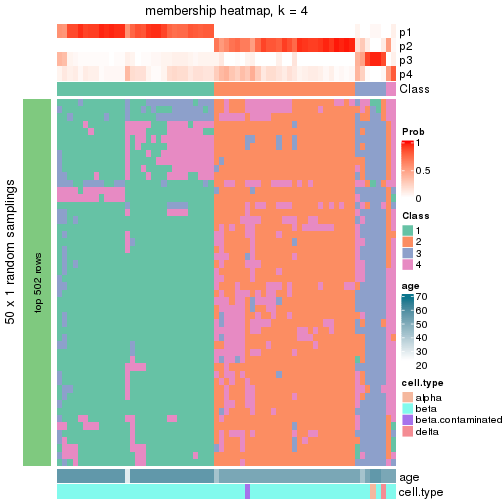 membership heatmap, k = 4
p1
p2
p3
p4
Class
50 x 1 random samplings
top 502 rows
Prob
1
0.5
0
Class
1
2
3
4
age
70
60
50
40
30
20
cell.type
alpha
beta
beta.contaminated
delta
age
cell.type